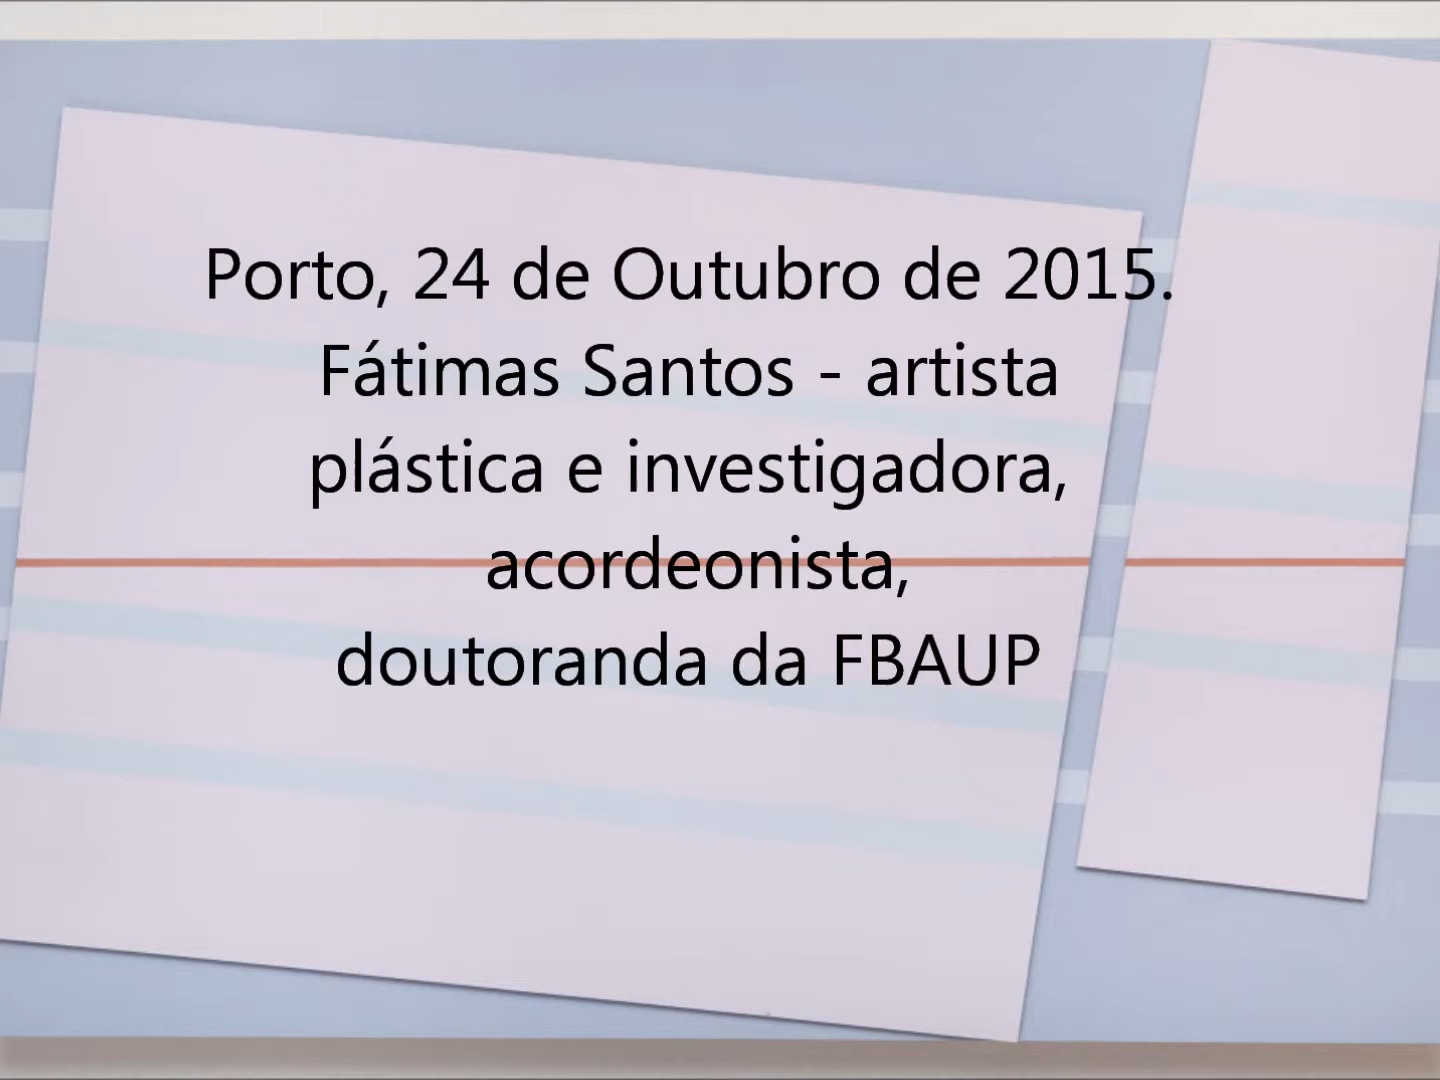 Porto, 24 de Outubro de 2015.
Fátimas Santos - artista
plástica e investigadora,
acordeonista,
doutoranda da FBAUP